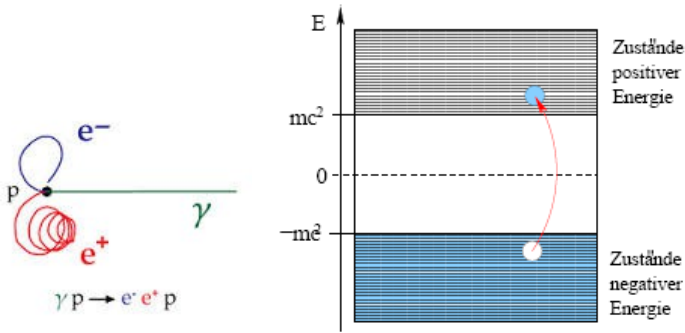 e⁻
p
γ
e⁺
γ p → e⁻ e⁺ p
E
mc²
0
−mc²
Zustände
positiver
Energie
Zustände
negativer
Energie